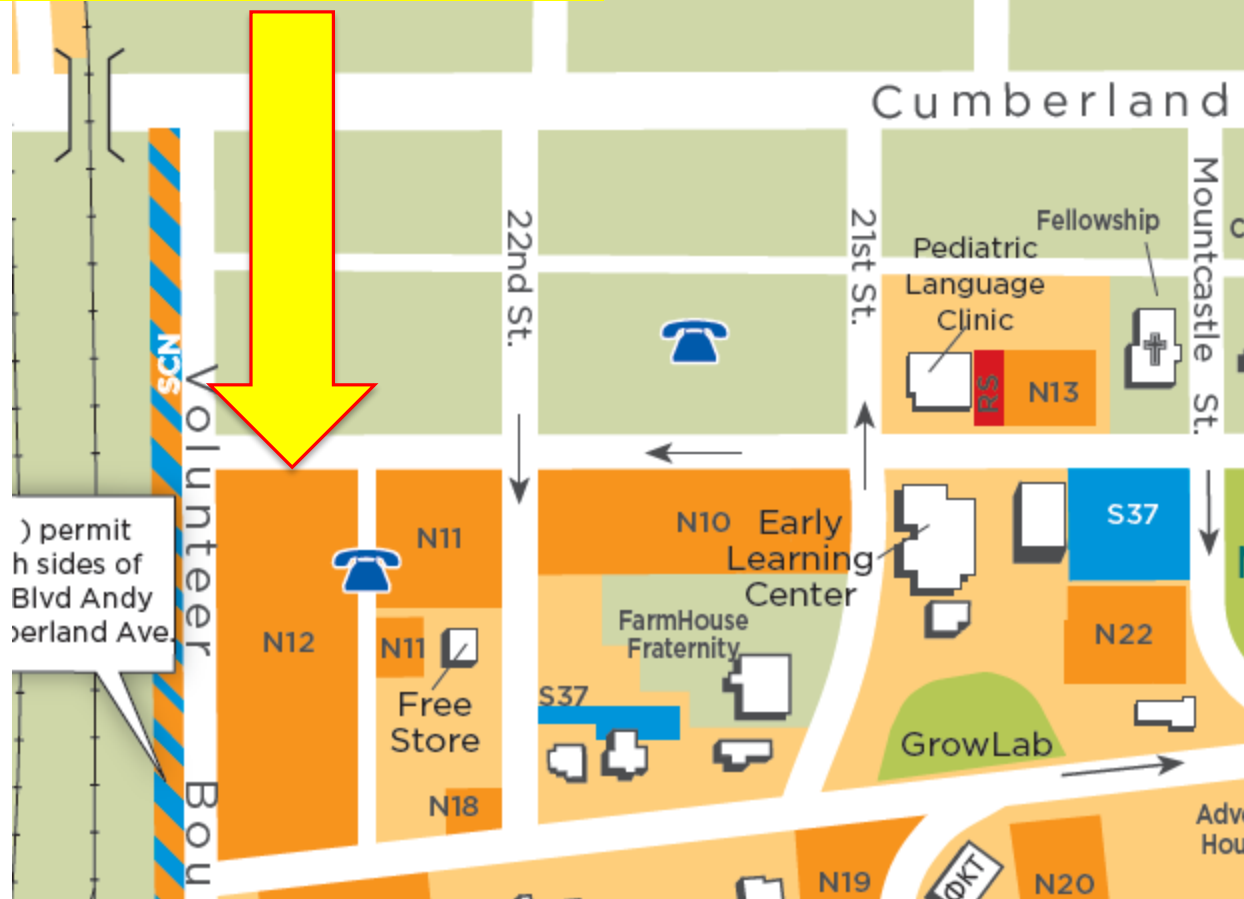 Cumberland
22nd St.
21st St.
Mountcastle St.
Fellowship
Pediatric
Language
Clinic
RS
N13
SCN
Volunteer Bou
) permit
h sides of
Blvd Andy
berland Ave.
N12
N11
N11
Free
Store
N18
N10
Early
Learning
Center
FarmHouse
Fraternity
S37
S37
N22
GrowLab
Adve
Hou
N19
ΦΚΤ
N20